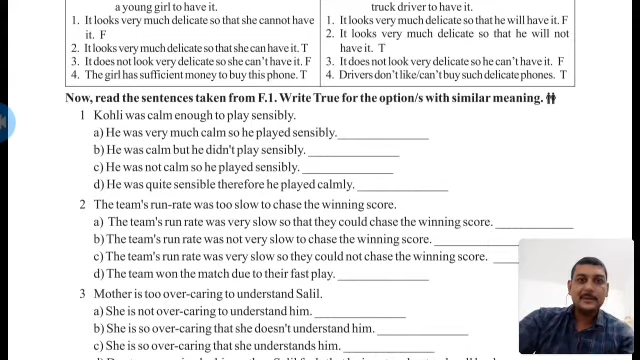 a young girl to have it.
1. It looks very much delicate so that she cannot have
it. F
2. It looks very much delicate so that she can have it. T
3. It does not look very delicate so she can't have it. F
4. The girl has sufficient money to buy this phone. T
truck driver to have it.
1. It looks very much delicate so that he will have it. F
2. It looks very much delicate so that he will not
have it. T
3. It does not look very delicate so he can't have it. F
4. Drivers don't like/can't buy such delicate phones. T
Now, read the sentences taken from F.1. Write True for the option/s with similar meaning.
1 Kohli was calm enough to play sensibly.
a) He was very much calm so he played sensibly.
b) He was calm but he didn't play sensibly.
c) He was not calm so he played sensibly.
d) He was quite sensible therefore he played calmly.
2 The team's run-rate was too slow to chase the winning score.
a) The team's run rate was very slow so that they could chase the winning score.
b) The team's run rate was not very slow to chase the winning score.
c) The team's run rate was very slow so they could not chase the winning score.
d) The team won the match due to their fast play.
3 Mother is too over-caring to understand Salil.
a) She is not over-caring to understand him.
b) She is so over-caring that she doesn't understand him.
c) She is so over-caring that she understands him.